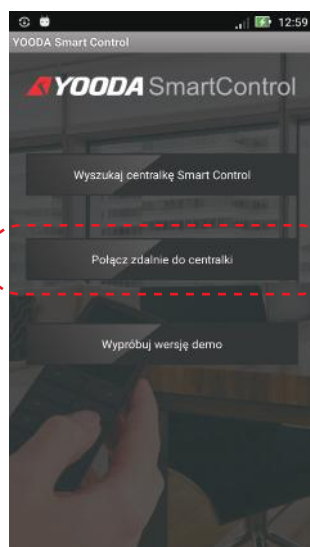 12:59
YOODA Smart Control
YOODA SmartControl
Wyszukaj centralkę Smart Control
Połącz zdalnie do centralki
Wypróbuj wersję demo